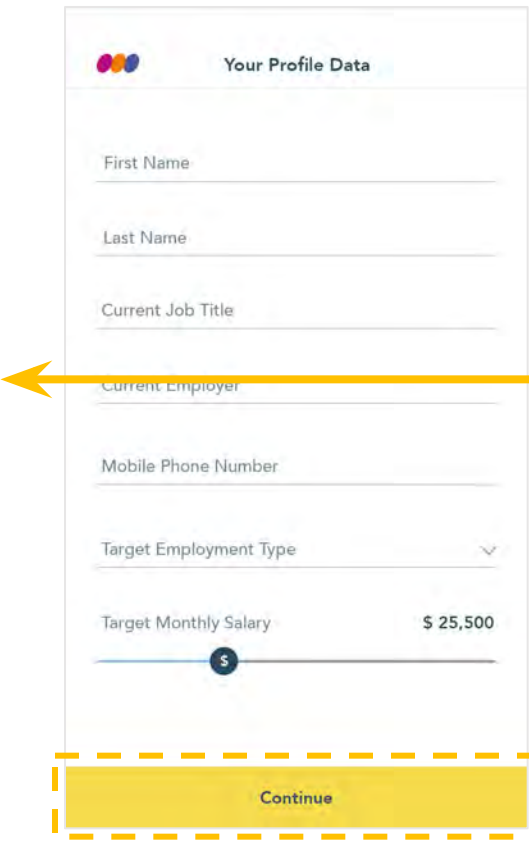 Your Profile Data
First Name
Last Name
Current Job Title
Current Employer
Mobile Phone Number
Target Employment Type
Target Monthly Salary $ 25,500
$
Continue